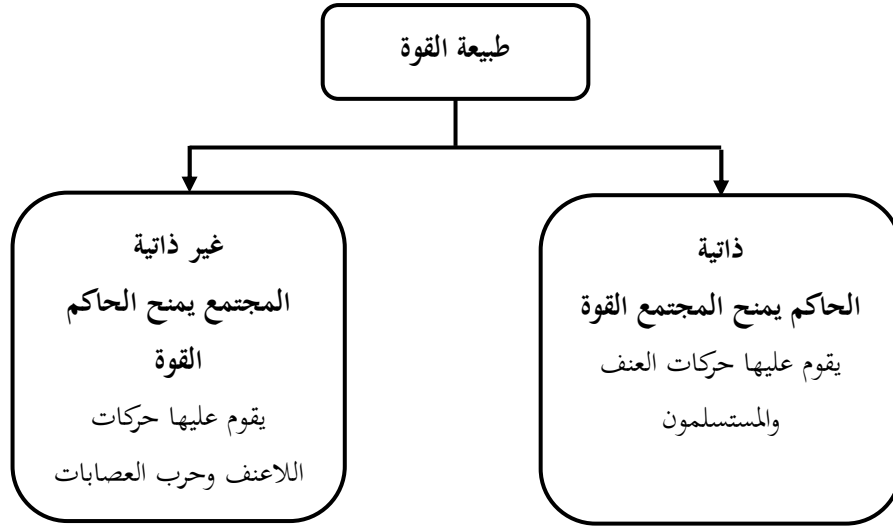 طبيعة القوة
ذاتية
الحاكم يمنح المجتمع القوة
يقوم عليها حركات العنف
والمستسلمون
غير ذاتية
المجتمع يمنح الحاكم
القوة
يقوم عليها حركات
اللاعنف وحرب العصابات